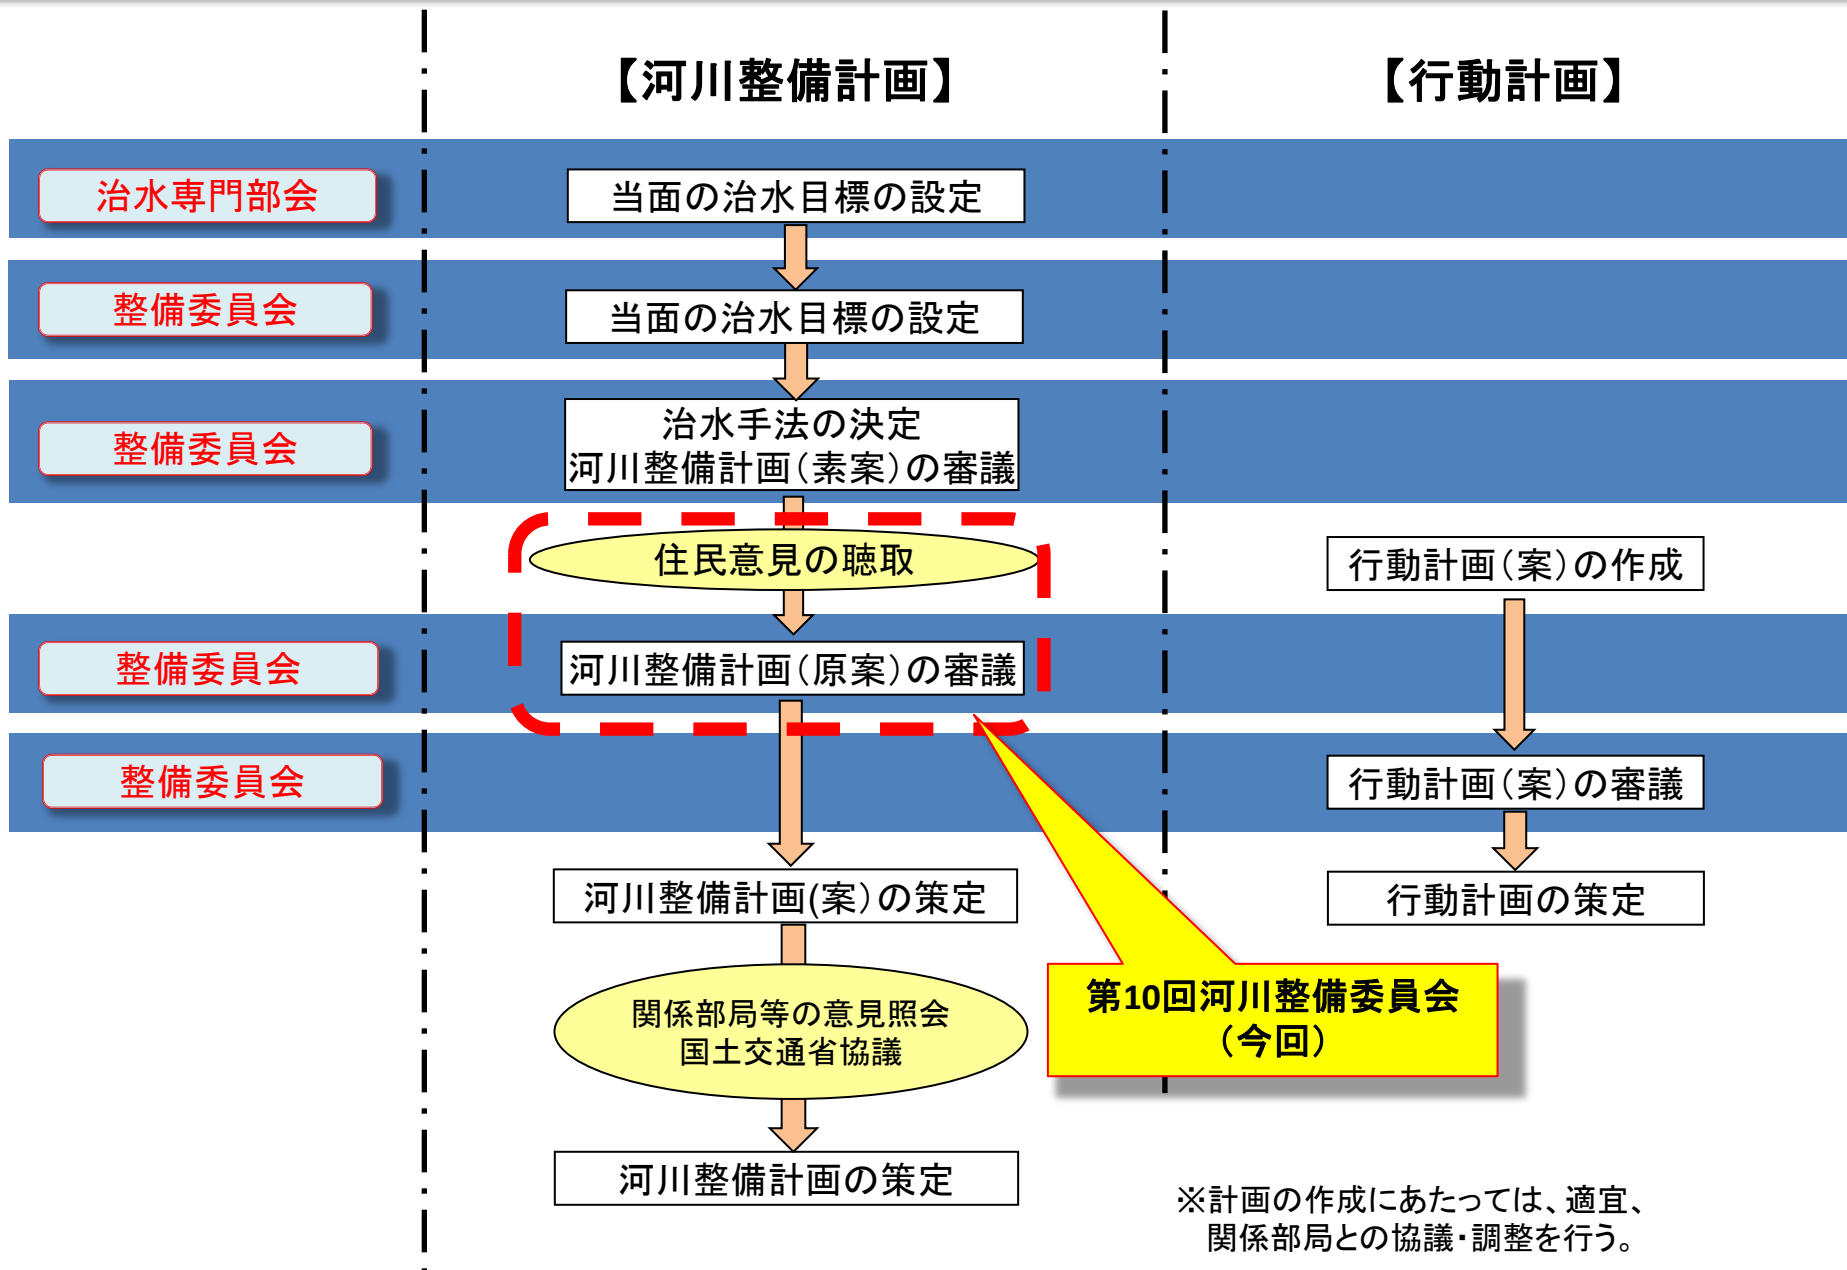 【河川整備計画】
【行動計画】
治水専門部会
当面の治水目標の設定
整備委員会
当面の治水目標の設定
整備委員会
治水手法の決定
河川整備計画（素案）の審議
住民意見の聴取
行動計画（案）の作成
整備委員会
河川整備計画（原案）の審議
整備委員会
行動計画（案）の審議
河川整備計画(案）の策定
行動計画の策定
第10回河川整備委員会
（今回）
関係部局等の意見照会
国土交通省協議
河川整備計画の策定
※計画の作成にあたっては、適宜、
関係部局との協議・調整を行う。